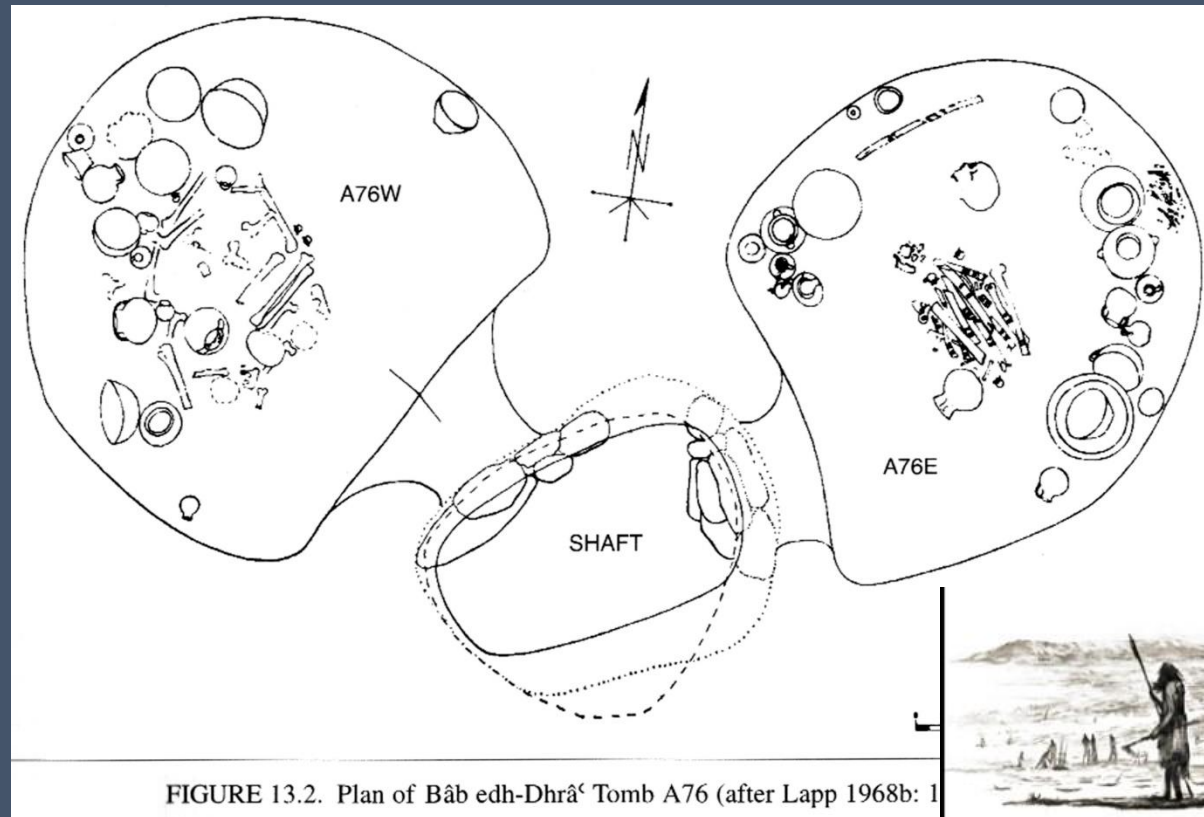 A76W
N
A76E
SHAFT
FIGURE 13.2. Plan of Bâb edh-Dhrâʿ Tomb A76 (after Lapp 1968b: 1